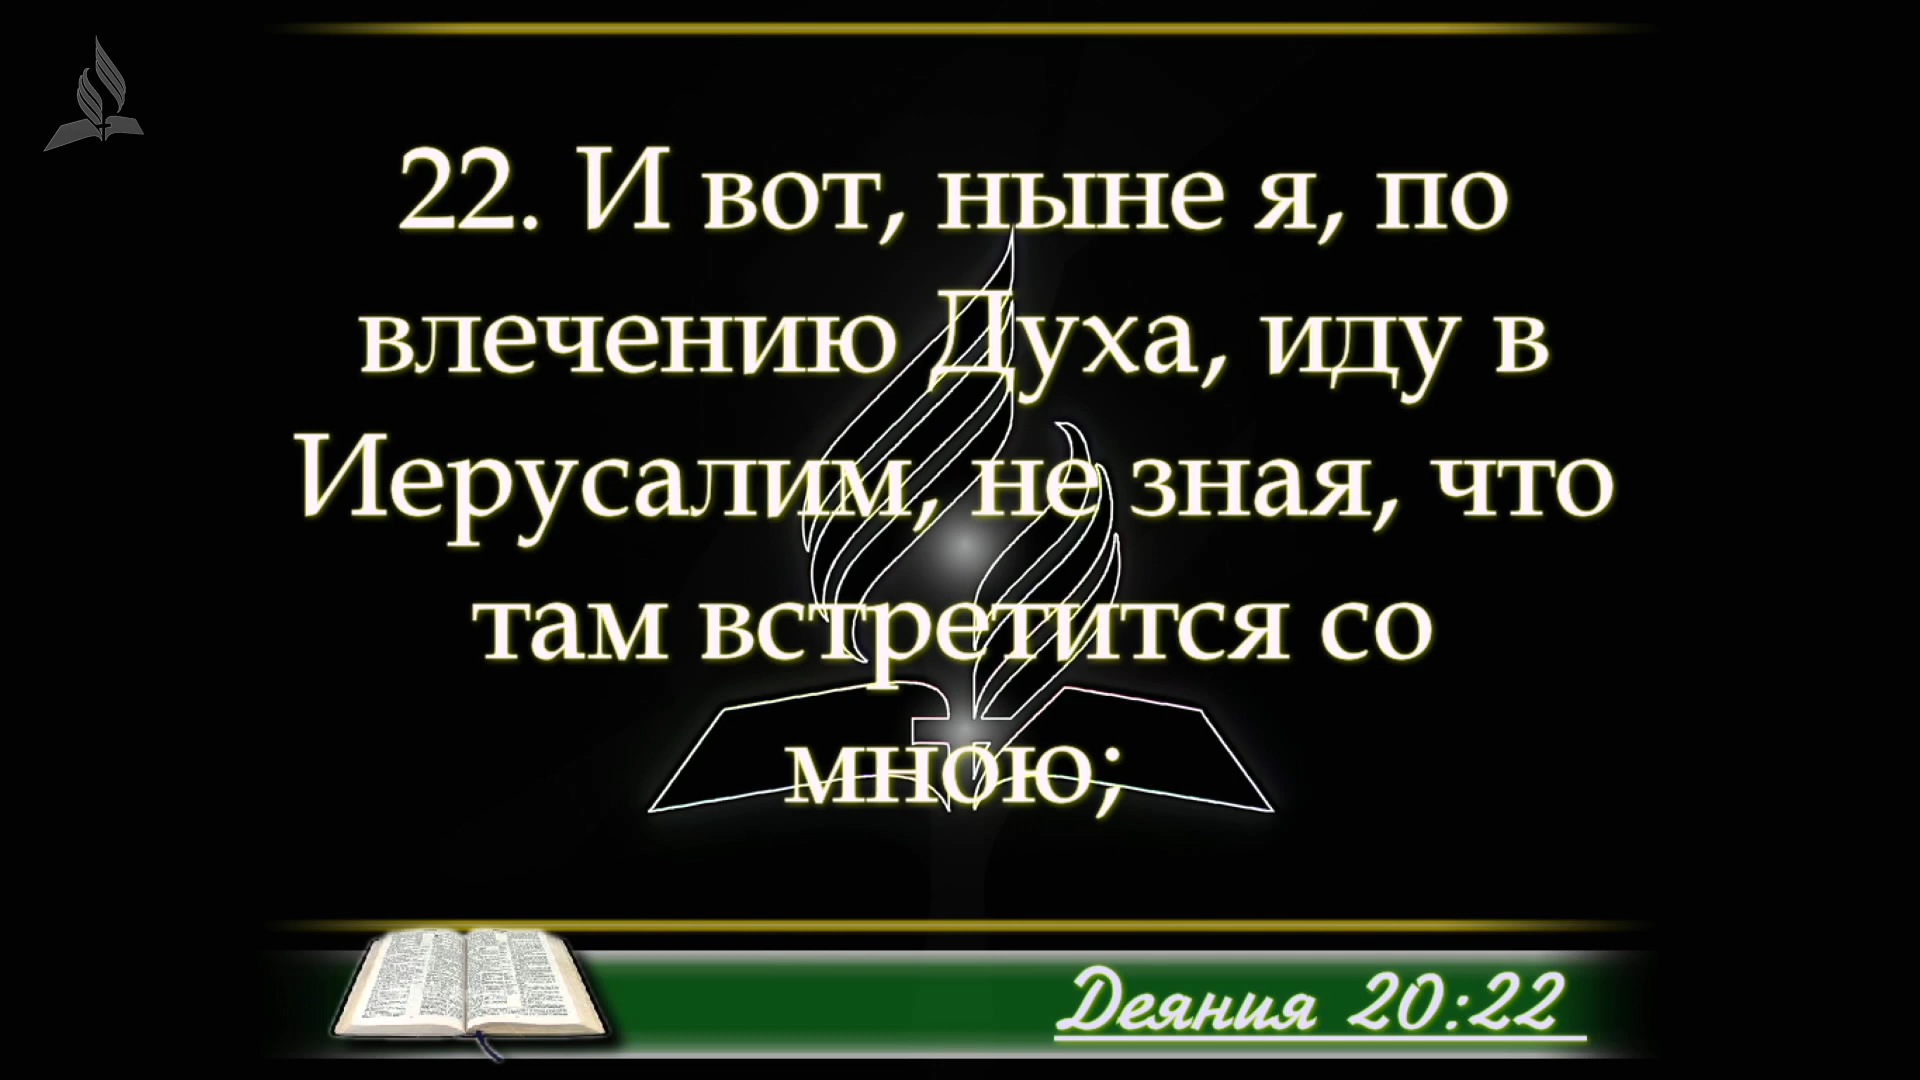 22. И вот, ныне я, по
влечению Духа, иду в
Иерусалим, не зная, что
там встретится со
мною;
Деяния 20:22